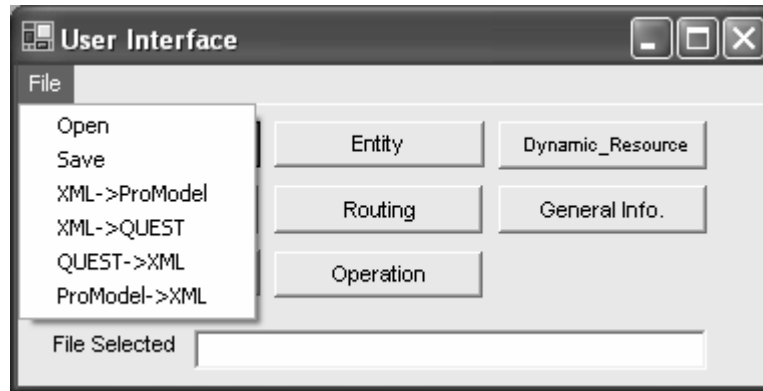 User Interface
File
Open
Save
XML->ProModel
XML->QUEST
QUEST->XML
ProModel->XML
Entity
Dynamic_Resource
Routing
General Info.
Operation
File Selected